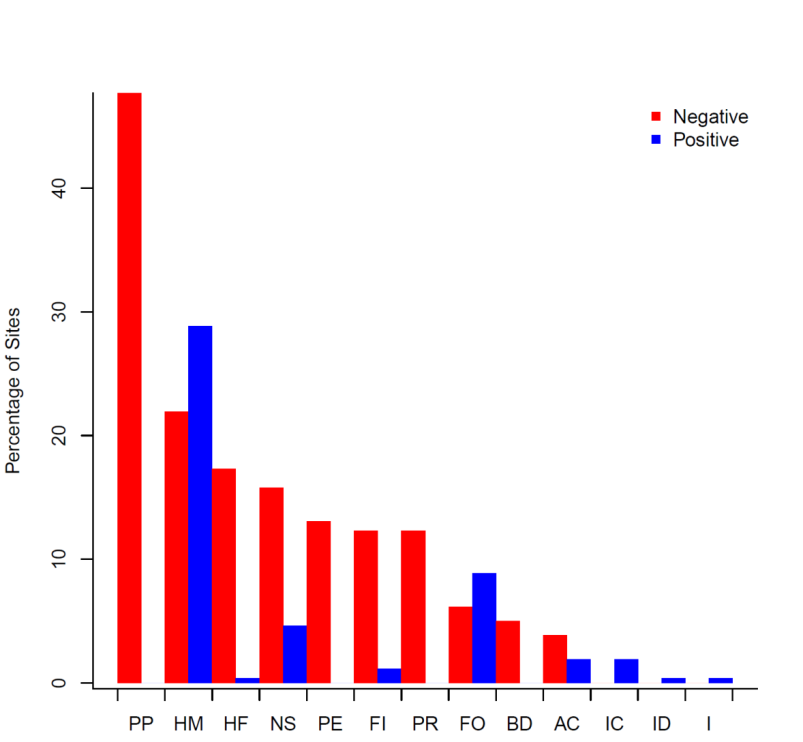 Negative
Positive
Percentage of Sites
40
30
20
10
0
PP HM HF NS PE FI PR FO BD AC IC ID I